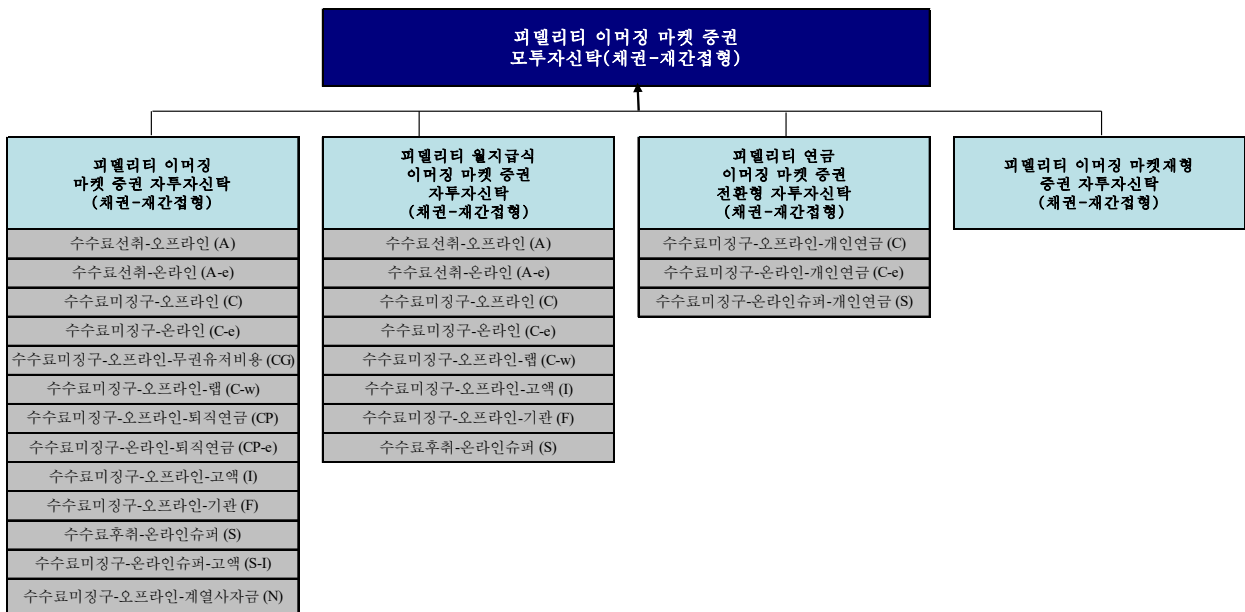 피델리티 이머징 마켓 증권
모투자신탁(채권-재간접형)
피델리티 이머징
마켓 증권 자투자신탁
(채권-재간접형)
수수료선취-오프라인 (A)
수수료선취-온라인 (A-e)
수수료미징구-오프라인 (C)
수수료미징구-온라인 (C-e)
수수료미징구-오프라인-무권유저비용 (CG)
수수료미징구-오프라인-랩 (C-w)
수수료미징구-오프라인-퇴직연금 (CP)
수수료미징구-온라인-퇴직연금 (CP-e)
수수료미징구-오프라인-고액 (I)
수수료미징구-오프라인-기관 (F)
수수료후취-온라인슈퍼 (S)
수수료미징구-온라인슈퍼-고액 (S-I)
수수료미징구-오프라인-계열사자금 (N)
피델리티 월지급식
이머징 마켓 증권
자투자신탁
(채권-재간접형)
수수료선취-오프라인 (A)
수수료선취-온라인 (A-e)
수수료미징구-오프라인 (C)
수수료미징구-온라인 (C-e)
수수료미징구-오프라인-랩 (C-w)
수수료미징구-오프라인-고액 (I)
수수료미징구-오프라인-기관 (F)
수수료후취-온라인슈퍼 (S)
피델리티 연금
이머징 마켓 증권
전환형 자투자신탁
(채권-재간접형)
수수료미징구-오프라인-개인연금 (C)
수수료미징구-온라인-개인연금 (C-e)
수수료미징구-온라인슈퍼-개인연금 (S)
피델리티 이머징 마켓재형
증권 자투자신탁
(채권-재간접형)